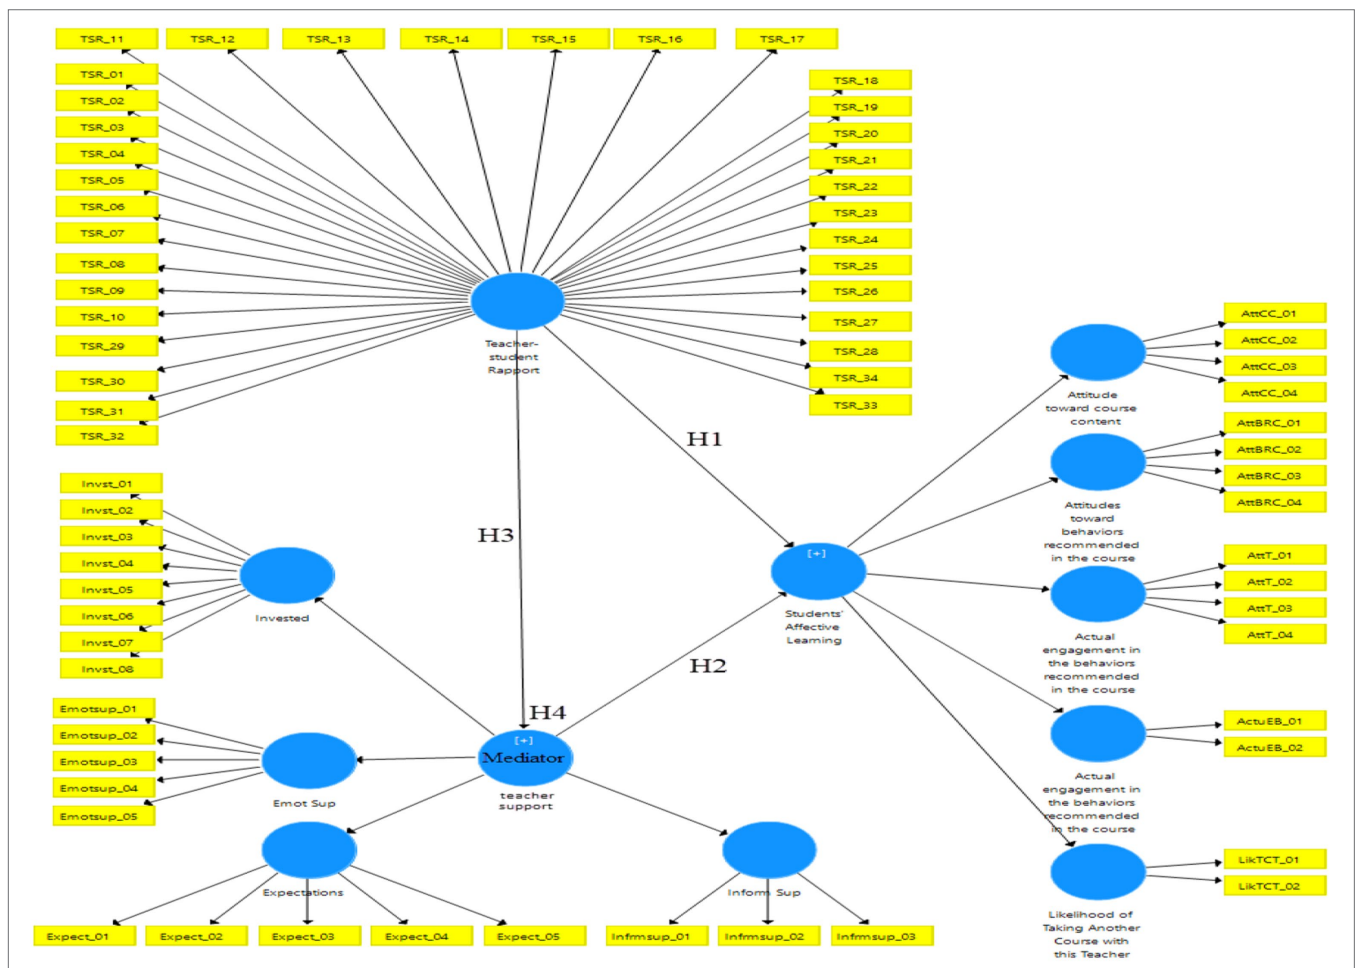 TSR_11
TSR_12
TSR_13
TSR_14
TSR_15
TSR_16
TSR_17
TSR_01
TSR_02
TSR_03
TSR_04
TSR_05
TSR_06
TSR_07
TSR_08
TSR_09
TSR_10
TSR_29
TSR_30
TSR_31
TSR_32
TSR_18
TSR_19
TSR_20
TSR_21
TSR_22
TSR_23
TSR_24
TSR_25
TSR_26
TSR_27
TSR_28
TSR_34
TSR_33
Teacher-
student
Rapport
H1
H3
H2
H4
Invst_01
Invst_02
Invst_03
Invst_04
Invst_05
Invst_06
Invst_07
Invst_08
Invested
Emotsup_01
Emotsup_02
Emotsup_03
Emotsup_04
Emotsup_05
Emot Sup
[+]
Mediator
teacher
support
Expectations
Expect_01
Expect_02
Expect_03
Expect_04
Expect_05
Inform Sup
Infrmsup_01
Infrmsup_02
Infrmsup_03
[+]
Students'
Affective
Learning
Attitude
toward course
content
AttCC_01
AttCC_02
AttCC_03
AttCC_04
Attitudes
toward
behaviors
recommended
in the course
AttBRC_01
AttBRC_02
AttBRC_03
AttBRC_04
Actual
engagement in
the behaviors
recommended
in the course
AttT_01
AttT_02
AttT_03
AttT_04
Actual
engagement in
the behaviors
recommended
in the course
ActuEB_01
ActuEB_02
Likelihood of
Taking Another
Course with
this Teacher
LikTCT_01
LikTCT_02